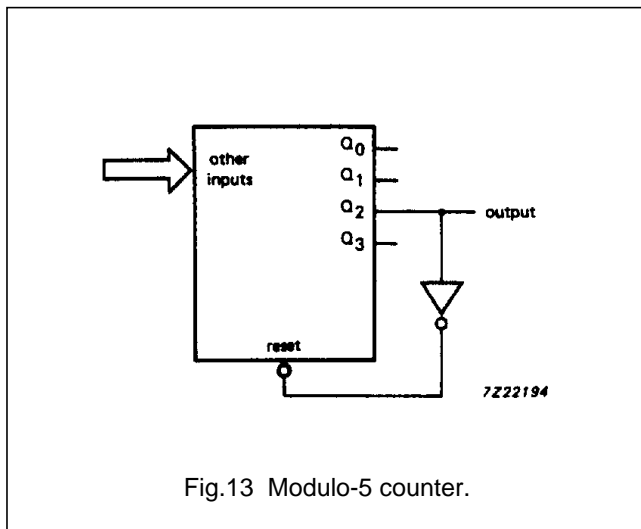 other
inputs
Q0
Q1
Q2
output
Q3
reset
7Z22194
Fig.13 Modulo-5 counter.